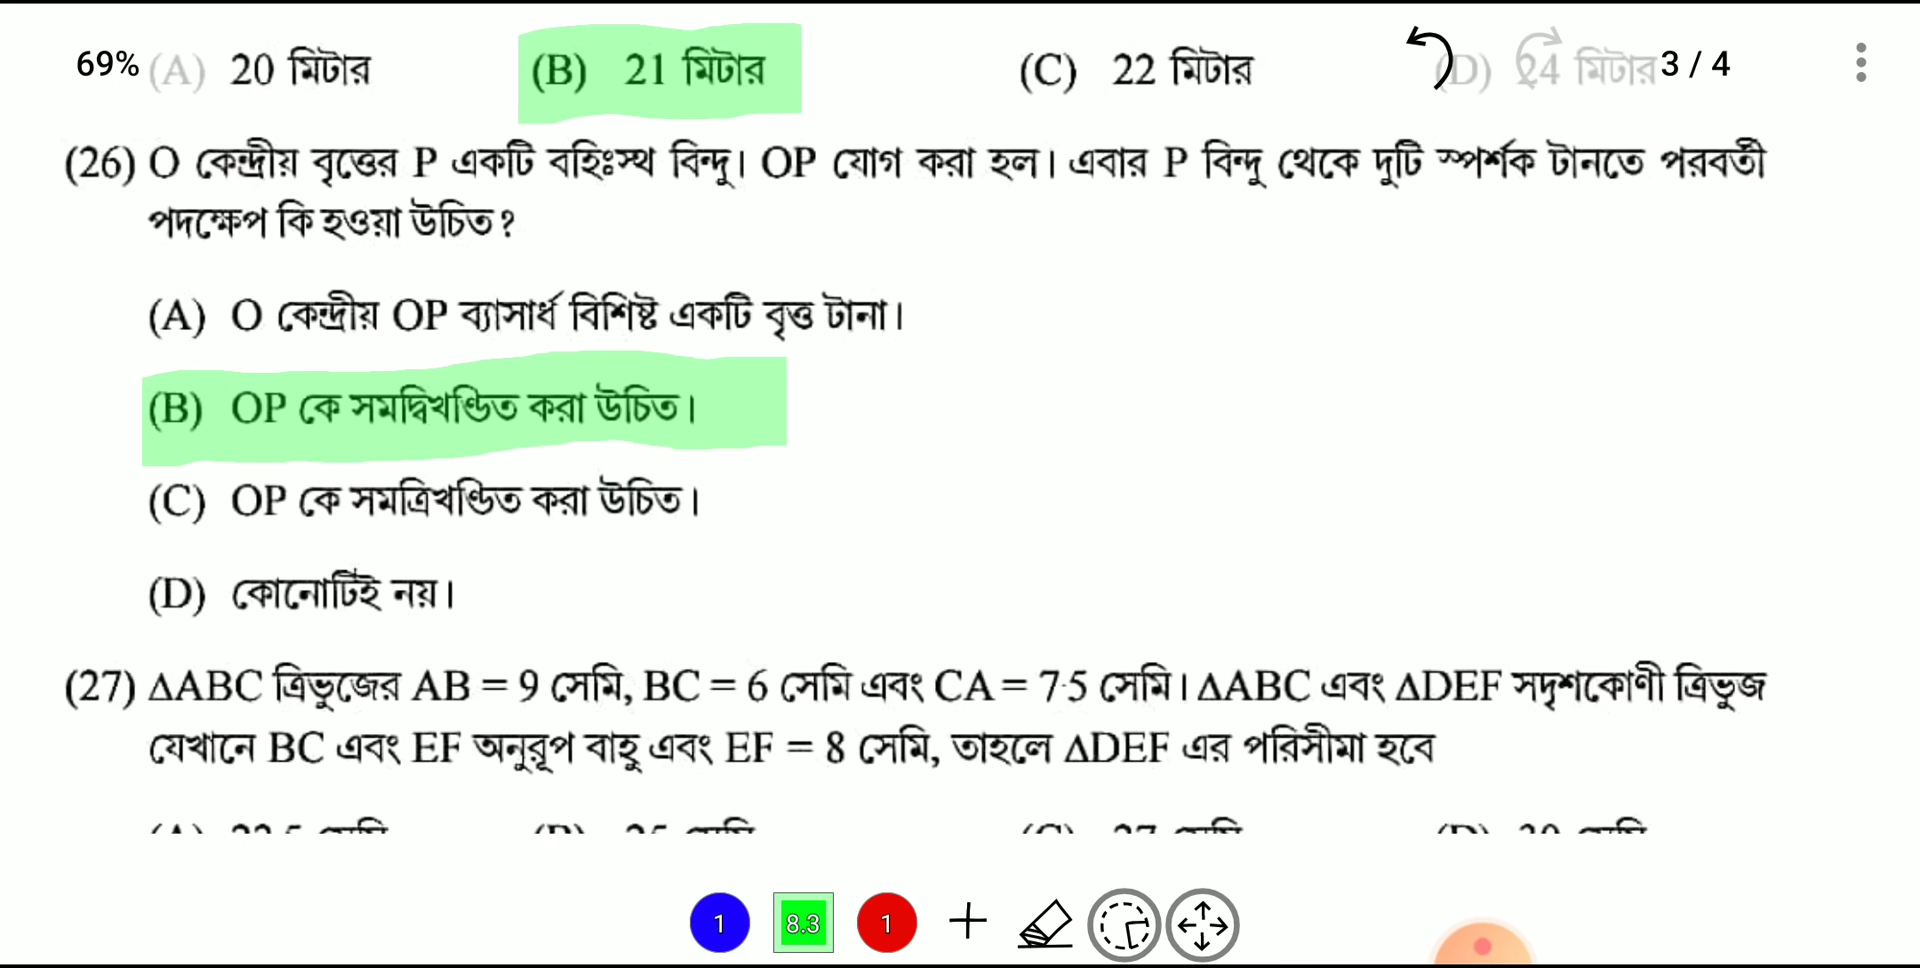 69% (A) 20 মিটার (B) 21 মিটার (C) 22 মিটার (D) 24 মিটার 3 / 4
(26) O কেন্দ্রীয় বৃত্তের P একটি বহিঃস্থ বিন্দু। OP যোগ করা হল। এবার P বিন্দু থেকে দুটি স্পর্শক টানতে পরবর্তী
পদক্ষেপ কি হওয়া উচিত?
(A) O কেন্দ্রীয় OP ব্যাসার্ধ বিশিষ্ট একটি বৃত্ত টানা।
(B) OP কে সমদ্বিখণ্ডিত করা উচিত।
(C) OP কে সমত্রিখণ্ডিত করা উচিত।
(D) কোনোটিই নয়।
(27) ΔABC ত্রিভুজের AB = 9 সেমি, BC = 6 সেমি এবং CA = 7·5 সেমি। ΔABC এবং ΔDEF সদৃশকোণী ত্রিভুজ
যেখানে BC এবং EF অনুরূপ বাহু এবং EF = 8 সেমি, তাহলে ΔDEF এর পরিসীমা হবে
1 8.3 1